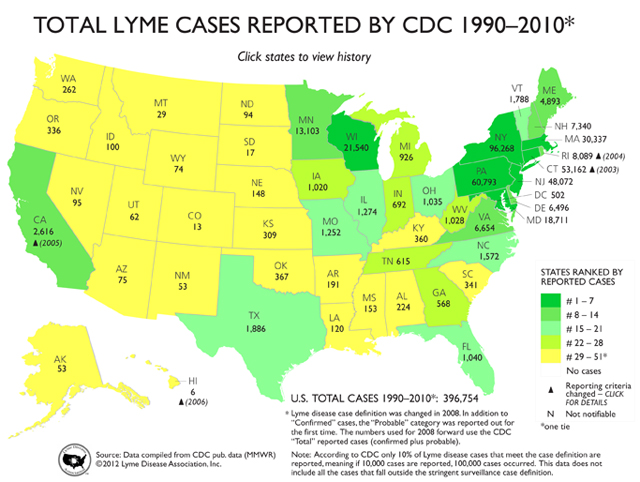 TOTAL LYME CASES REPORTED BY CDC 1990–2010*
Click states to view history
WA
262
OR
336
CA
2,616
▲(2005)
NV
95
ID
100
MT
29
WY
74
UT
62
AZ
75
CO
13
NM
53
ND
94
SD
17
NE
148
KS
309
OK
367
TX
1,886
MN
13,103
IA
1,020
MO
1,252
AR
191
LA
120
WI
21,540
IL
1,274
MI
926
IN
692
OH
1,035
KY
360
TN 615
MS
153
AL
224
GA
568
FL
1,040
SC
341
NC
1,572
VA
6,654
WV
1,028
PA
60,793
NY
96,268
VT
1,788
ME
4,893
NH 7,340
MA 30,337
RI 8,089 ▲(2004)
CT 53,162 ▲(2003)
NJ 48,072
DC 502
DE 6,496
MD 18,711
AK
53
HI
6
▲(2006)
STATES RANKED BY
REPORTED CASES
# 1 – 7
# 8 – 14
# 15 – 21
# 22 – 28
# 29 – 51*
No cases
▲ Reporting criteria
changed – CLICK
FOR DETAILS
N Not notifiable
*one tie
U.S. TOTAL CASES 1990–2010*: 396,754
* Lyme disease case definition was changed in 2008. In addition to
"Confirmed" cases, the "Probable" category was reported out for
the first time. The numbers used for 2008 forward use the CDC
"Total" reported cases (confirmed plus probable).
Note: According to CDC only 10% of Lyme disease cases that meet the case definition are
reported, meaning if 10,000 cases are reported, 100,000 cases occurred. This data does not
include all the cases that fall outside the stringent surveillance case definition.
Source: Data compiled from CDC pub. data (MMWR)
©2012 Lyme Disease Association, Inc.